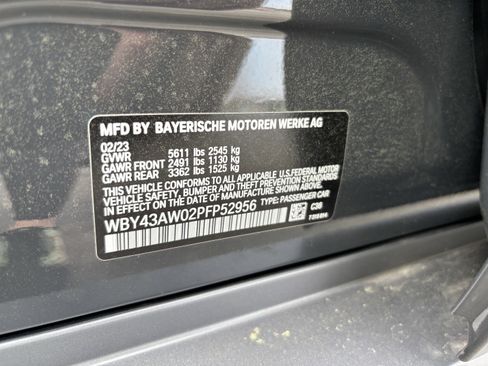 MFD BY BAYERISCHE MOTOREN WERKE AG
02/23
GVWR 5611 lbs 2545 kg
GAWR FRONT 2491 lbs 1130 kg
GAWR REAR 3362 lbs 1525 kg
THIS VEHICLE CONFORMS TO ALL APPLICABLE U.S. FEDERAL MOTOR
VEHICLE SAFETY, BUMPER AND THEFT PREVENTION STANDARDS
IN EFFECT ON THE DATE OF MANUFACTURE SHOWN ABOVE.
WBY43AW02PFP52956 TYPE: PASSENGER CAR
C3B